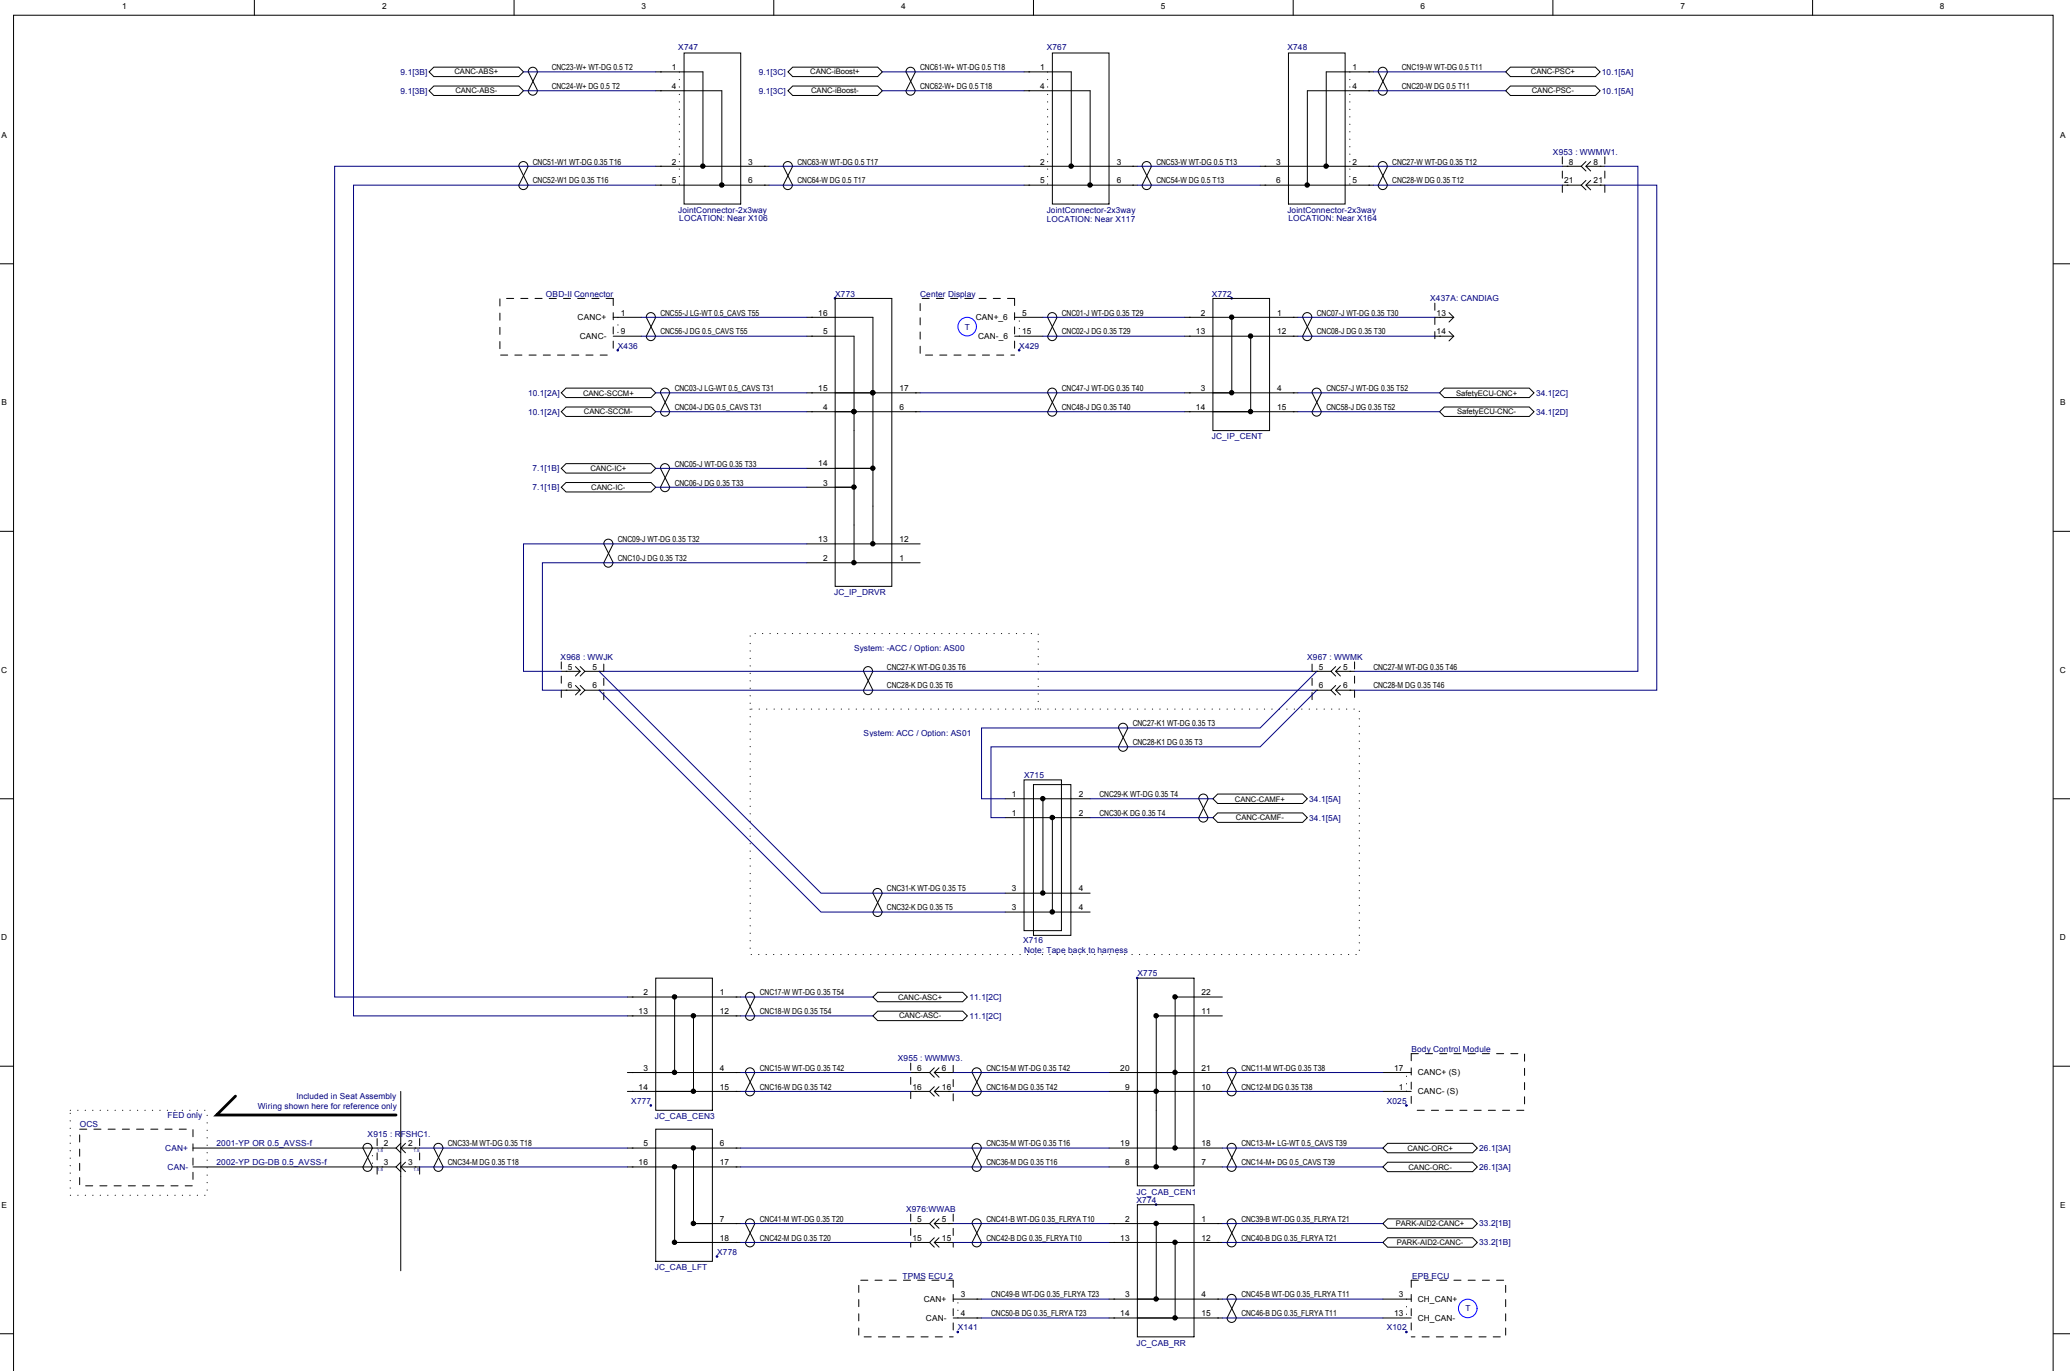 1 2 3 4 5 6 7 8
X747 X767 X748
9.1[3B] CANC-ABS+ CNC23-W+ WT-DG 0.5 T2 1 9.1[3C] CANC-iBoost+ CNC61-W+ WT-DG 0.5 T18 1 1 CNC19-W WT-DG 0.5 T11 CANC-PSC+ 10.1[5A]
9.1[3B] CANC-ABS- CNC24-W+ DG 0.5 T2 4 9.1[3C] CANC-iBoost- CNC62-W+ DG 0.5 T18 4 4 CNC20-W DG 0.5 T11 CANC-PSC- 10.1[5A]
A A
X953 : WWMW1.
CNC51-W1 WT-DG 0.35 T16 2 3 CNC63-W WT-DG 0.5 T17 2 3 CNC53-W WT-DG 0.5 T13 3 2 CNC27-W WT-DG 0.35 T12 8 8
CNC52-W1 DG 0.35 T16 5 6 CNC64-W DG 0.5 T17 5 6 CNC54-W DG 0.5 T13 6 5 CNC28-W DG 0.35 T12 21 21
JointConnector-2x3way JointConnector-2x3way JointConnector-2x3way
LOCATION: Near X106 LOCATION: Near X117 LOCATION: Near X164
OBD-II Connector X773 Center Display X772 X437A: CANDIAG
CANC+ 1 CNC55-J LG-WT 0.5_CAVS T55 16 CAN+_6 5 CNC01-J WT-DG 0.35 T29 2 1 CNC07-J WT-DG 0.35 T30 13
T
CANC- 9 CNC56-J DG 0.5_CAVS T55 5 CAN-_6 15 CNC02-J DG 0.35 T29 13 12 CNC08-J DG 0.35 T30 14
X436 X429
10.1[2A] CANC-SCCM+ CNC03-J LG-WT 0.5_CAVS T31 15 17 CNC47-J WT-DG 0.35 T40 3 4 CNC57-J WT-DG 0.35 T52 SafetyECU-CNC+ 34.1[2C]
B B
10.1[2A] CANC-SCCM- CNC04-J DG 0.5_CAVS T31 4 6 CNC48-J DG 0.35 T40 14 15 CNC58-J DG 0.35 T52 SafetyECU-CNC- 34.1[2D]
JC_IP_CENT
7.1[1B] CANC-IC+ CNC05-J WT-DG 0.35 T33 14
7.1[1B] CANC-IC- CNC06-J DG 0.35 T33 3
CNC09-J WT-DG 0.35 T32 13 12
CNC10-J DG 0.35 T32 2 1
JC_IP_DRVR
System: -ACC / Option: AS00
X968 : WWJK X967 : WWMK
C 5 5 CNC27-K WT-DG 0.35 T6 5 5 CNC27-M WT-DG 0.35 T46 C
6 6 CNC28-K DG 0.35 T6 6 6 CNC28-M DG 0.35 T46
CNC27-K1 WT-DG 0.35 T3
System: ACC / Option: AS01
CNC28-K1 DG 0.35 T3
X715
1 2 CNC29-K WT-DG 0.35 T4 CANC-CAMF+ 34.1[5A]
1 2 CNC30-K DG 0.35 T4 CANC-CAMF- 34.1[5A]
CNC31-K WT-DG 0.35 T5 3 4
CNC32-K DG 0.35 T5 3 4
D D
X716
Note: Tape back to harness
X775
2 1 CNC17-W WT-DG 0.35 T54 CANC-ASC+ 11.1[2C] 22
13 12 CNC18-W DG 0.35 T54 CANC-ASC- 11.1[2C] 11
Body Control Module
X955 : WWMW3.
3 4 CNC15-W WT-DG 0.35 T42 6 6 CNC15-M WT-DG 0.35 T42 20 21 CNC11-M WT-DG 0.35 T38 17 CANC+ (S)
14 15 CNC16-W DG 0.35 T42 16 16 CNC16-M DG 0.35 T42 9 10 CNC12-M DG 0.35 T38 1 CANC- (S)
X777 X025
Included in Seat Assembly
Wiring shown here for reference only
FED only JC_CAB_CEN3
OCS
X915 : RFSHC1.
CAN+ 2001-YP OR 0.5_AVSS-f 2 2 CNC33-M WT-DG 0.35 T18 5 6 CNC35-M WT-DG 0.35 T16 19 18 CNC13-M+ LG-WT 0.5_CAVS T39 CANC-ORC+ 26.1[3A]
CAN- 2002-YP DG-DB 0.5_AVSS-f 3 3 CNC34-M DG 0.35 T18 16 17 CNC36-M DG 0.35 T16 8 7 CNC14-M+ DG 0.5_CAVS T39 CANC-ORC- 26.1[3A]
JC_CAB_CEN1
X774
E E
X976:WWAB
7 CNC41-M WT-DG 0.35 T20 5 5 CNC41-B WT-DG 0.35_FLRYA T10 2 1 CNC39-B WT-DG 0.35_FLRYA T21 PARK-AID2-CANC+ 33.2[1B]
18 CNC42-M DG 0.35 T20 15 15 CNC42-B DG 0.35_FLRYA T10 13 12 CNC40-B DG 0.35_FLRYA T21 PARK-AID2-CANC- 33.2[1B]
X778
JC_CAB_LFT
TPMS ECU 2 EPB ECU
CAN+ 3 CNC49-B WT-DG 0.35_FLRYA T23 3 4 CNC45-B WT-DG 0.35_FLRYA T11 3 CH_CAN+
T
CAN- 4 CNC50-B DG 0.35_FLRYA T23 14 15 CNC46-B DG 0.35_FLRYA T11 13 CH_CAN-
X141 X102
JC_CAB_RR